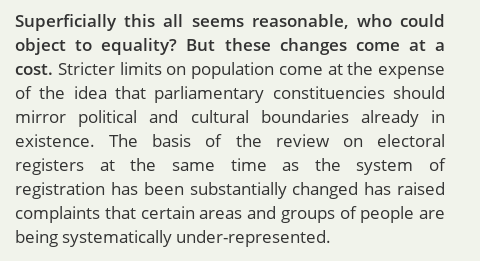 Superficially this all seems reasonable, who could
object to equality? But these changes come at a
cost. Stricter limits on population come at the expense
of the idea that parliamentary constituencies should
mirror political and cultural boundaries already in
existence. The basis of the review on electoral
registers at the same time as the system of
registration has been substantially changed has raised
complaints that certain areas and groups of people are
being systematically under-represented.